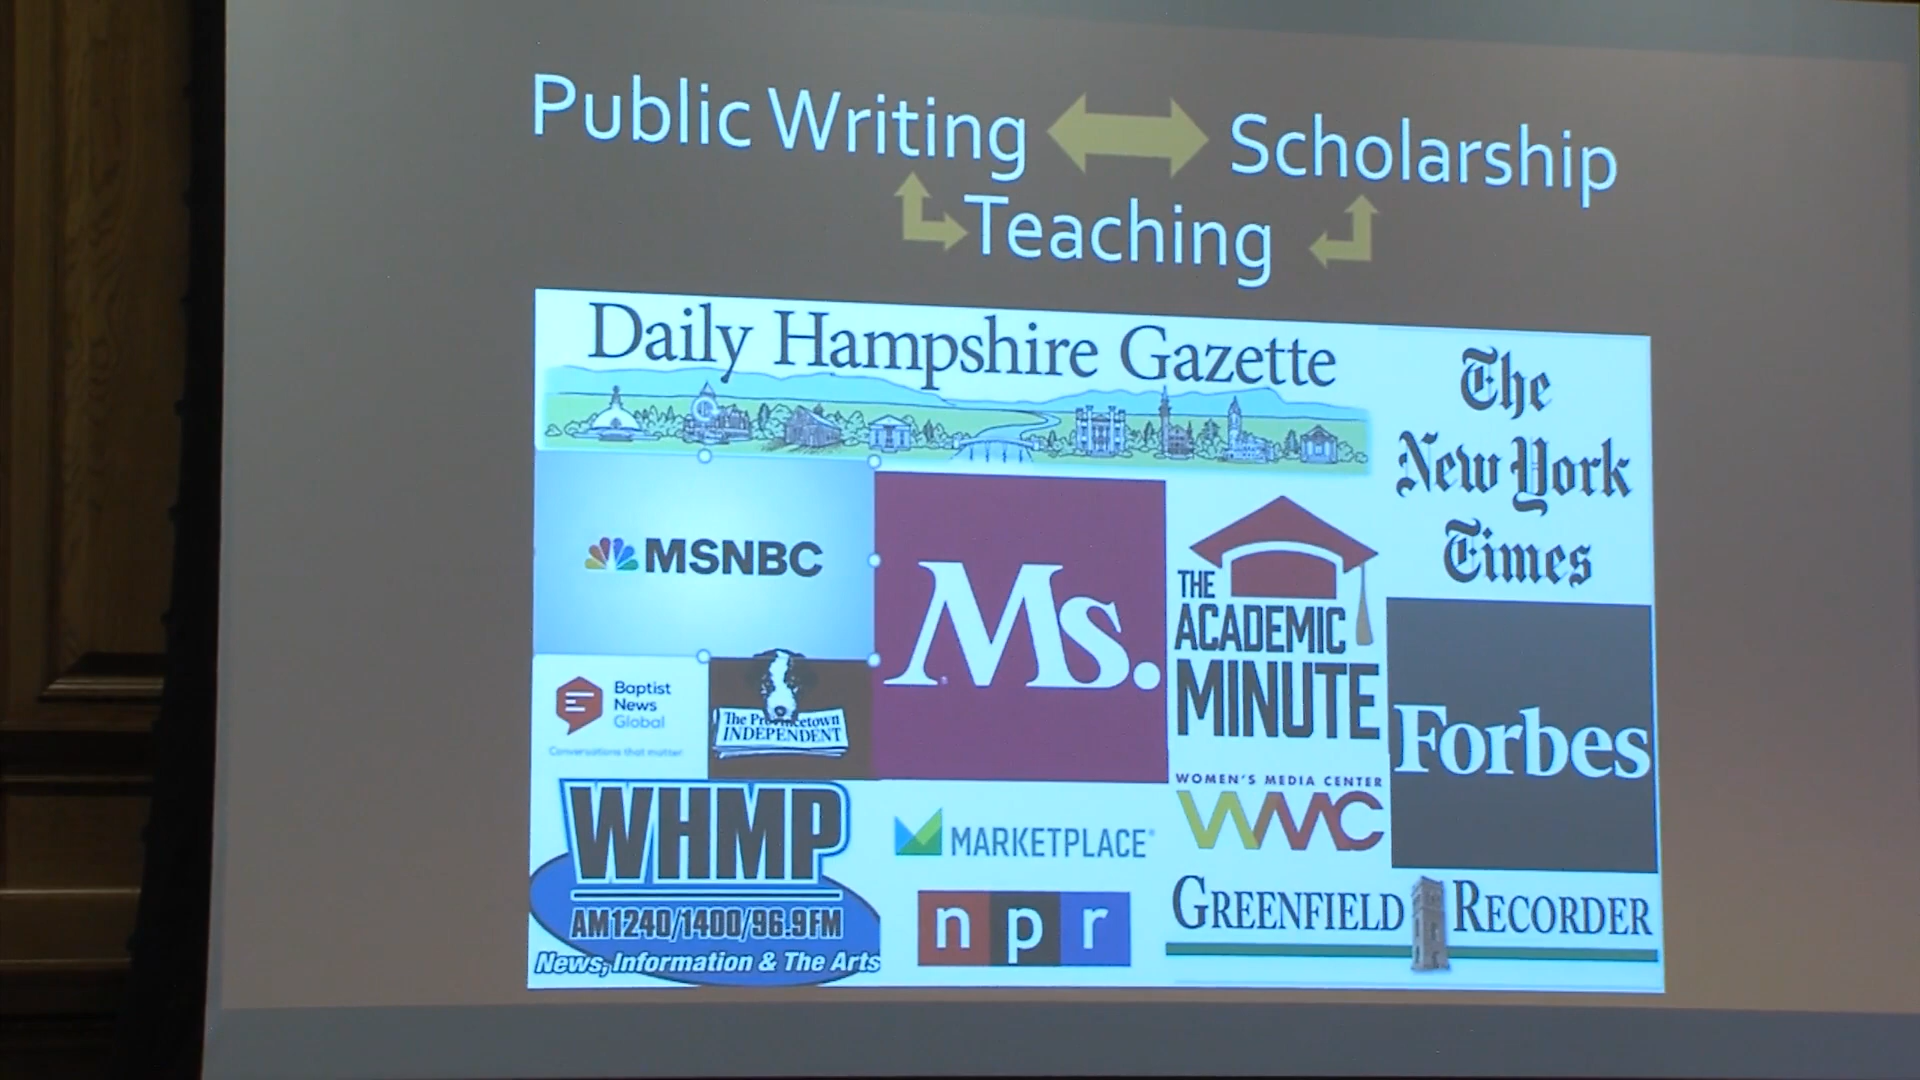 Public Writing Scholarship
Teaching
Daily Hampshire Gazette
The
New York
Times
MSNBC
Ms.
THE
ACADEMIC
MINUTE
Baptist
News
Global
Conversations that matter
The Provincetown
INDEPENDENT
Forbes
WOMEN'S MEDIA CENTER
WMC
WHMP
AM1240/1400/96.9FM
News, Information & The Arts
MARKETPLACE®
npr
GREENFIELD RECORDER